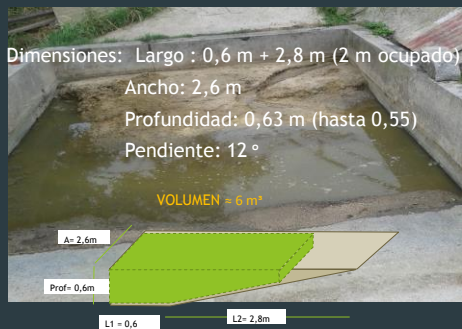 Dimensiones: Largo : 0,6 m + 2,8 m (2 m ocupado)
Ancho: 2,6 m
Profundidad: 0,63 m (hasta 0,55)
Pendiente: 12 °
VOLUMEN ≈ 6 m³
A= 2,6m
Prof= 0,6m
L1 = 0,6
L2= 2,8m